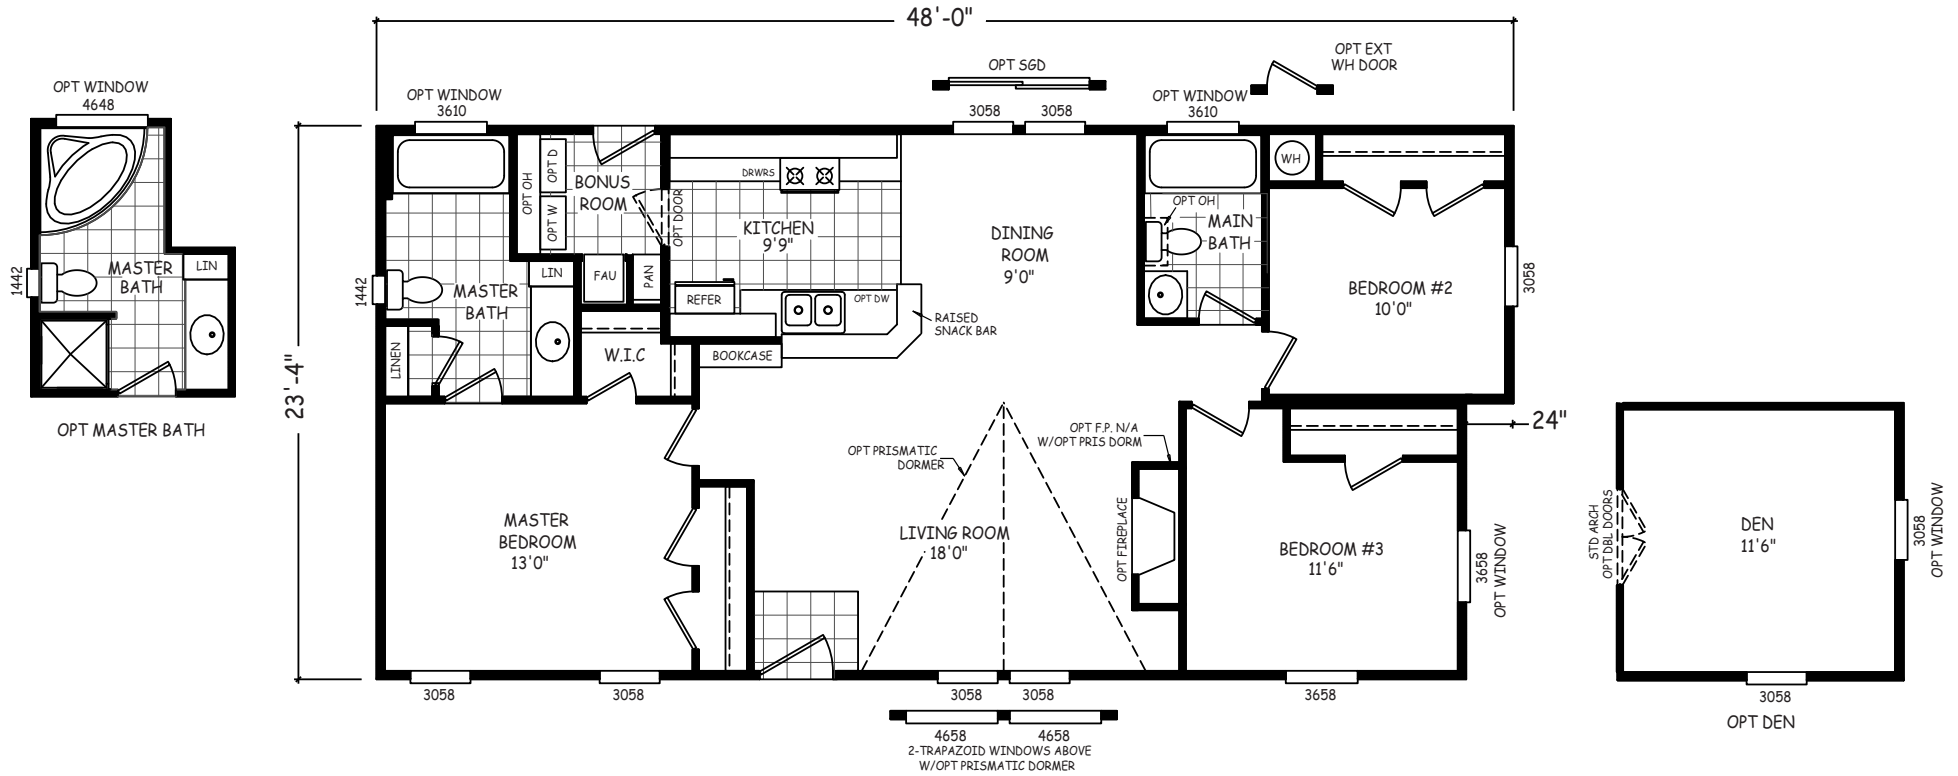 48'-0"
OPT EXT
WH DOOR
OPT SGD
OPT WINDOW
4648
OPT WINDOW
3610
3058
3058
OPT WINDOW
3610
1442
MASTER
BATH
LIN
OPT MASTER BATH
23'-4"
1442
OPT OH
OPT D
OPT W
BONUS
ROOM
OPT DOOR
DRWRS
KITCHEN
9'9"
DINING
ROOM
9'0"
OPT OH
MAIN
BATH
WH
BEDROOM #2
10'0"
3058
LIN
FAU
PAN
REFER
OPT DW
RAISED
SNACK BAR
MASTER
BATH
LINEN
W.I.C
BOOKCASE
24"
OPT F.P. N/A
W/OPT PRIS DORM
OPT PRISMATIC
DORMER
MASTER
BEDROOM
13'0"
LIVING ROOM
18'0"
OPT FIREPLACE
BEDROOM #3
11'6"
3658
OPT WINDOW
STD ARCH
OPT DBL DOORS
DEN
11'6"
3058
OPT WINDOW
3058
3058
3058
3058
3658
3058
OPT DEN
4658
4658
2-TRAPAZOID WINDOWS ABOVE
W/OPT PRISMATIC DORMER